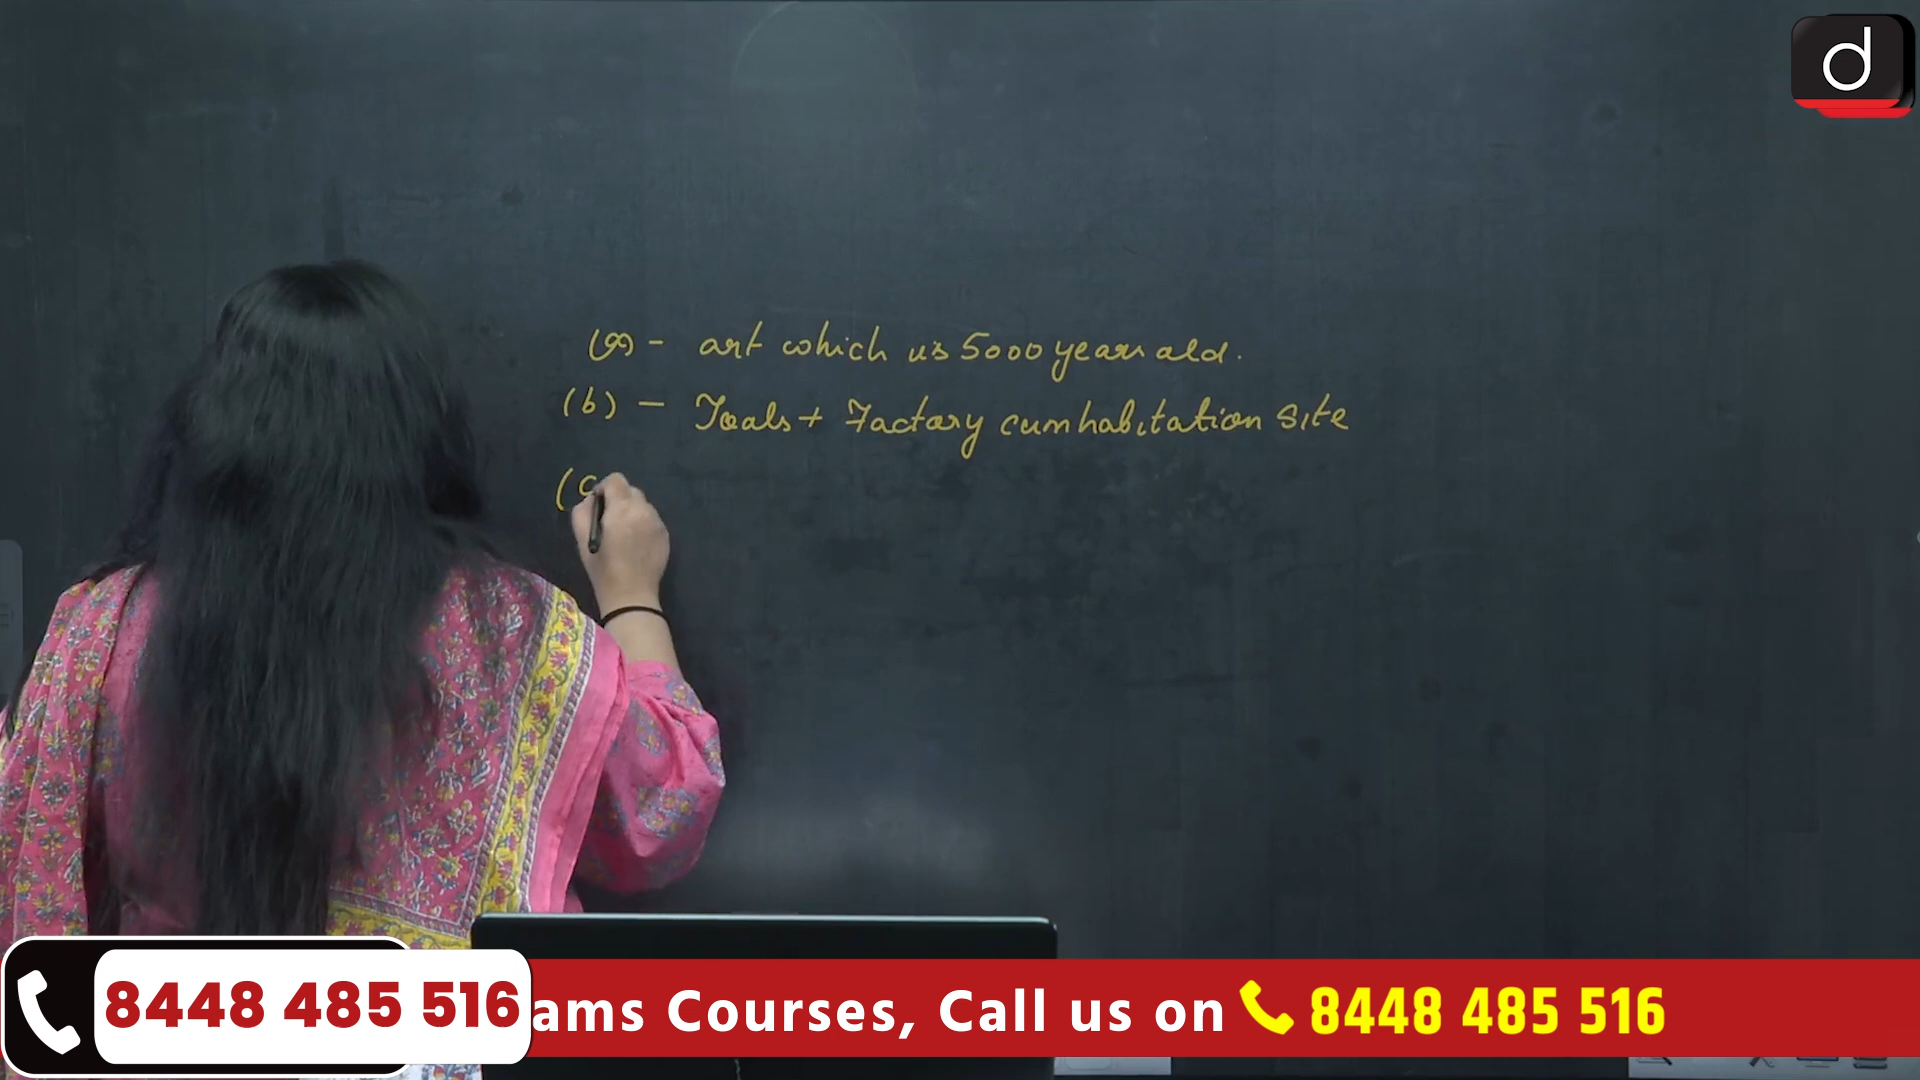 d
(a) - art which is 5000 years old.
(b) - Tools + Factory cum habitation site
(c
8448 485 516
ams Courses, Call us on 8448 485 516